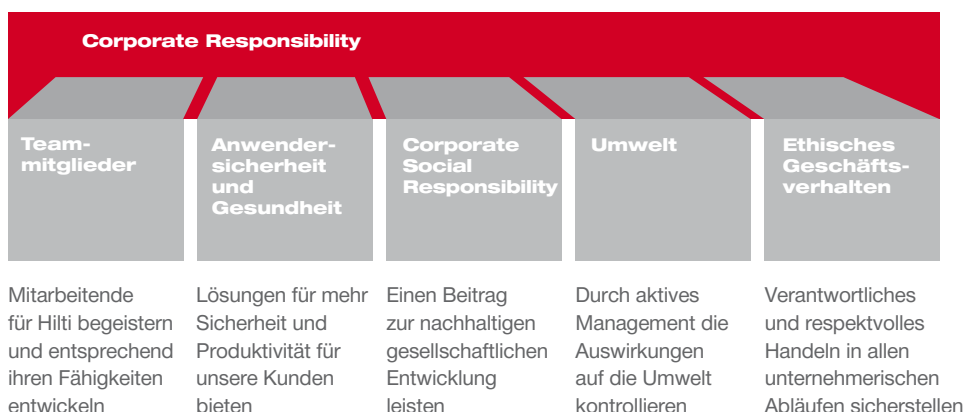 Corporate Responsibility
Team-
mitglieder
Anwender-
sicherheit
und
Gesundheit
Corporate
Social
Responsibility
Umwelt
Ethisches
Geschäfts-
verhalten
Mitarbeitende
für Hilti begeistern
und entsprechend
ihren Fähigkeiten
entwickeln
Lösungen für mehr
Sicherheit und
Produktivität für
unsere Kunden
bieten
Einen Beitrag
zur nachhaltigen
gesellschaftlichen
Entwicklung
leisten
Durch aktives
Management die
Auswirkungen
auf die Umwelt
kontrollieren
Verantwortliches
und respektvolles
Handeln in allen
unternehmerischen
Abläufen sicherstellen